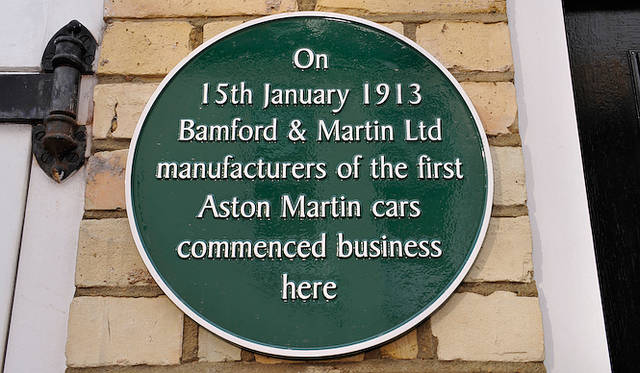 On
15th January 1913
Bamford & Martin Ltd
manufacturers of the first
Aston Martin cars
commenced business
here